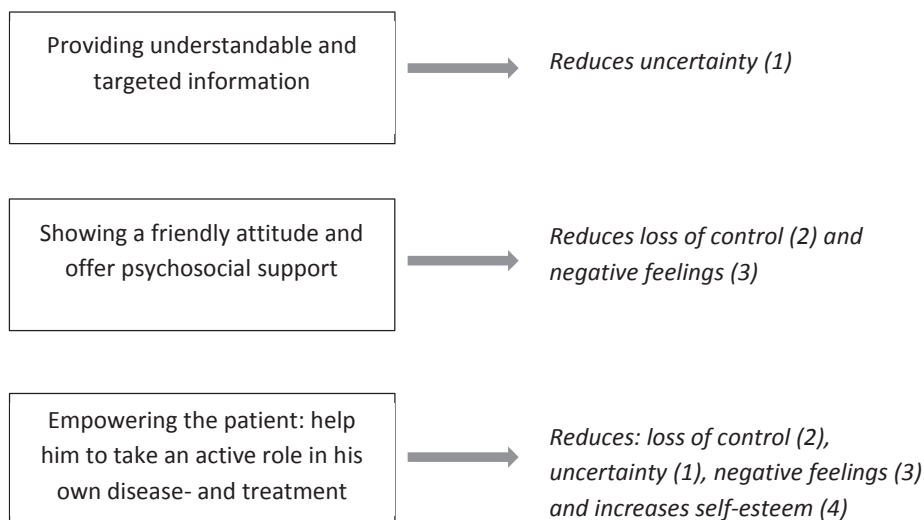 Providing understandable and
targeted information
Reduces uncertainty (1)
Showing a friendly attitude and
offer psychosocial support
Reduces loss of control (2) and
negative feelings (3)
Empowering the patient: help
him to take an active role in his
own disease- and treatment
Reduces: loss of control (2),
uncertainty (1), negative feelings (3)
and increases self-esteem (4)